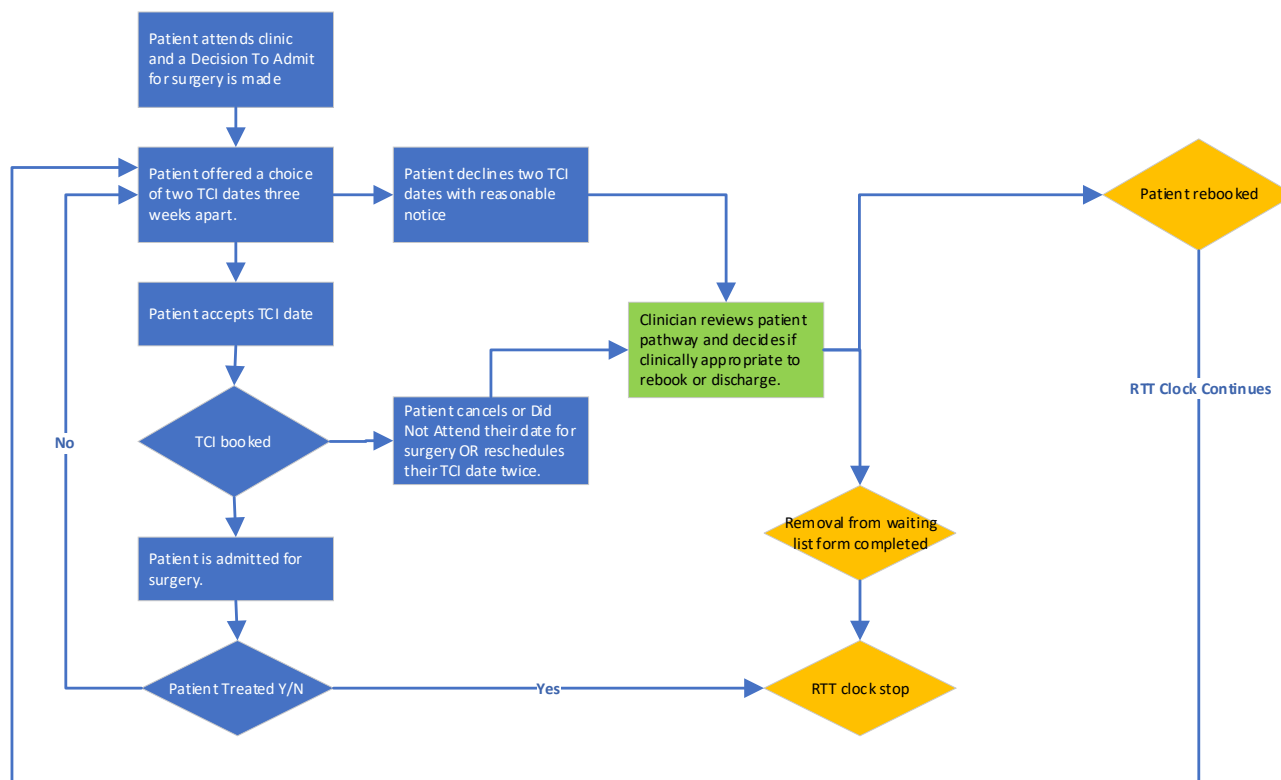 Patient attends clinic
and a Decision To Admit
for surgery is made
Patient offered a choice
of two TCI dates three
weeks apart.
Patient declines two TCI
dates with reasonable
notice
Patient rebooked
Patient accepts TCI date
Clinician reviews patient
pathway and decides if
clinically appropriate to
rebook or discharge.
RTT Clock Continues
No
TCI booked
Patient cancels or Did
Not Attend their date for
surgery OR reschedules
their TCI date twice.
Removal from waiting
list form completed
Patient is admitted for
surgery.
Patient Treated Y/N
Yes
RTT clock stop